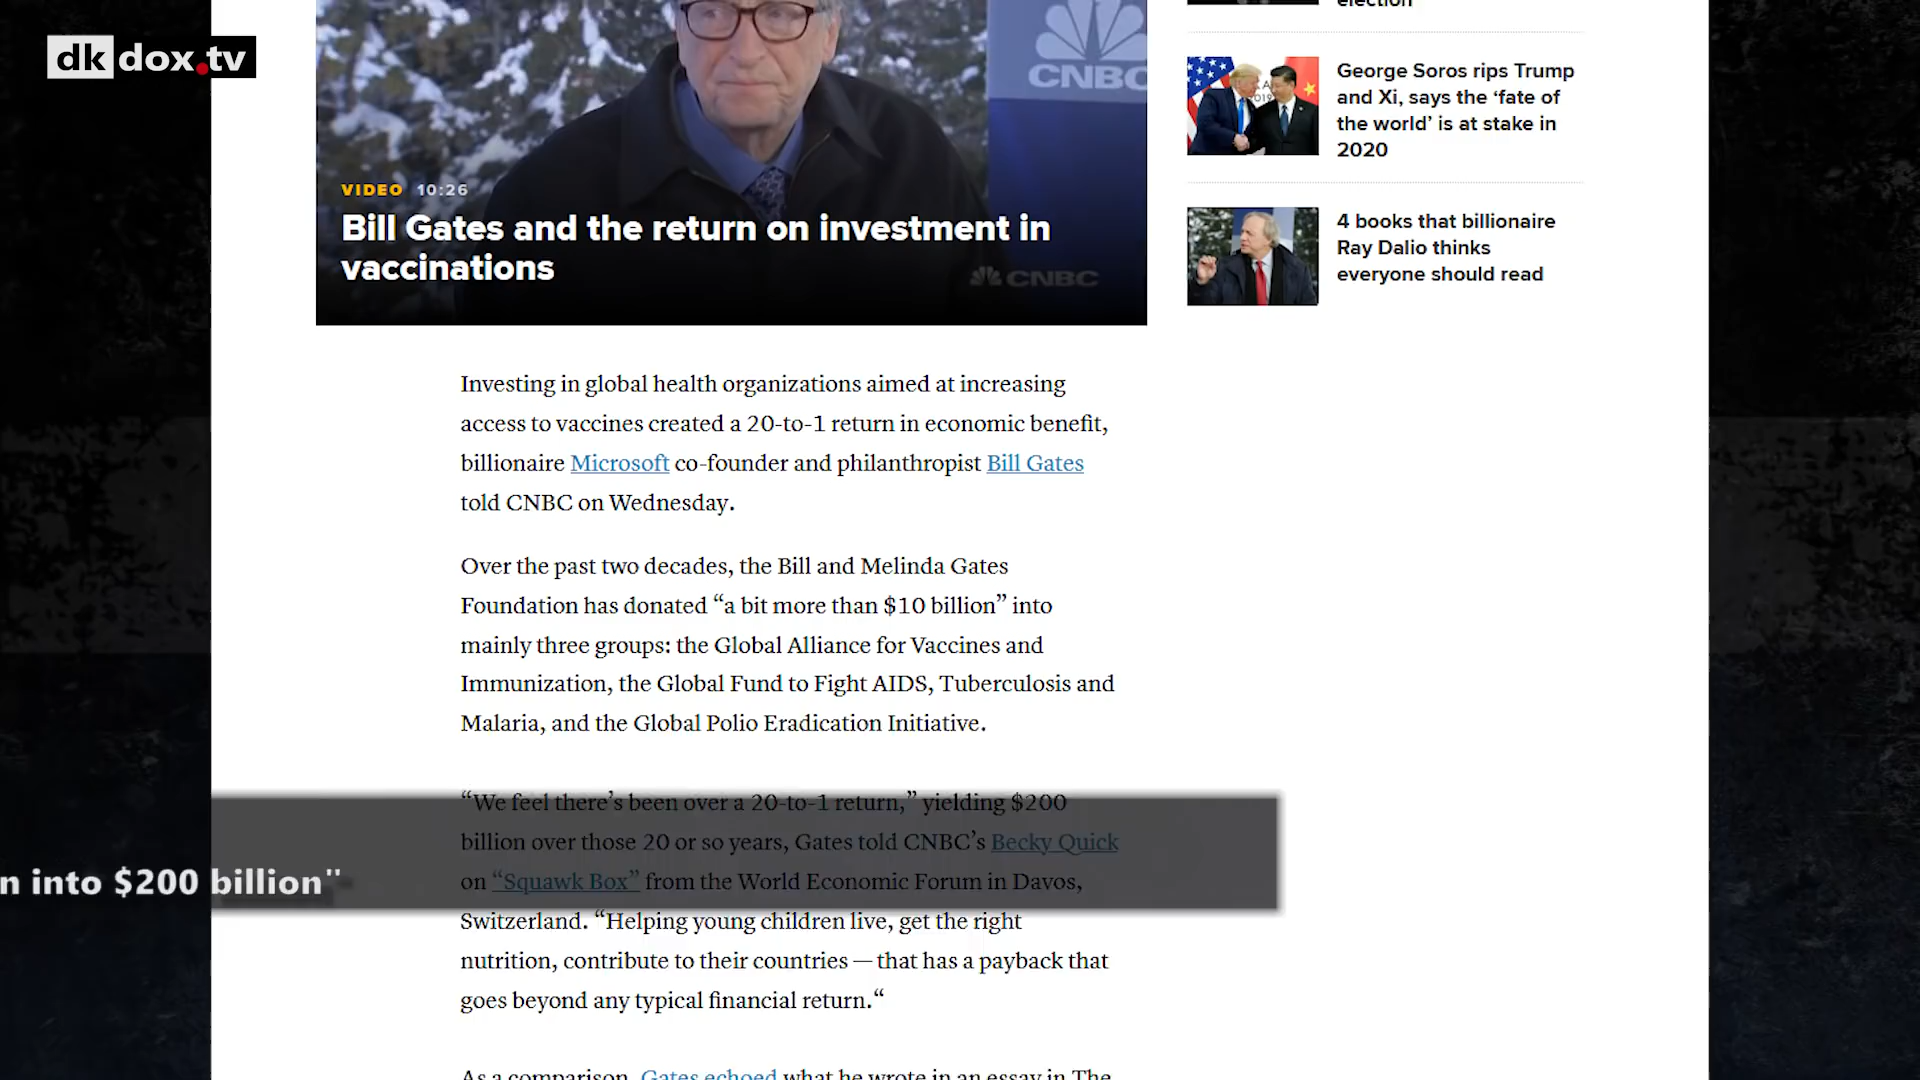 dk dox.tv
election
CNBC
VIDEO 10:26
Bill Gates and the return on investment in
vaccinations
CNBC
George Soros rips Trump
and Xi, says the ‘fate of
the world’ is at stake in
2020
4 books that billionaire
Ray Dalio thinks
everyone should read
Investing in global health organizations aimed at increasing
access to vaccines created a 20-to-1 return in economic benefit,
billionaire Microsoft co-founder and philanthropist Bill Gates
told CNBC on Wednesday.
Over the past two decades, the Bill and Melinda Gates
Foundation has donated “a bit more than $10 billion” into
mainly three groups: the Global Alliance for Vaccines and
Immunization, the Global Fund to Fight AIDS, Tuberculosis and
Malaria, and the Global Polio Eradication Initiative.
“We feel there’s been over a 20-to-1 return,” yielding $200
billion over those 20 or so years, Gates told CNBC’s Becky Quick
on “Squawk Box” from the World Economic Forum in Davos,
Switzerland. “Helping young children live, get the right
nutrition, contribute to their countries — that has a payback that
goes beyond any typical financial return.“
n into $200 billion"
As a comparison, Gates echoed what he wrote in an essay in The